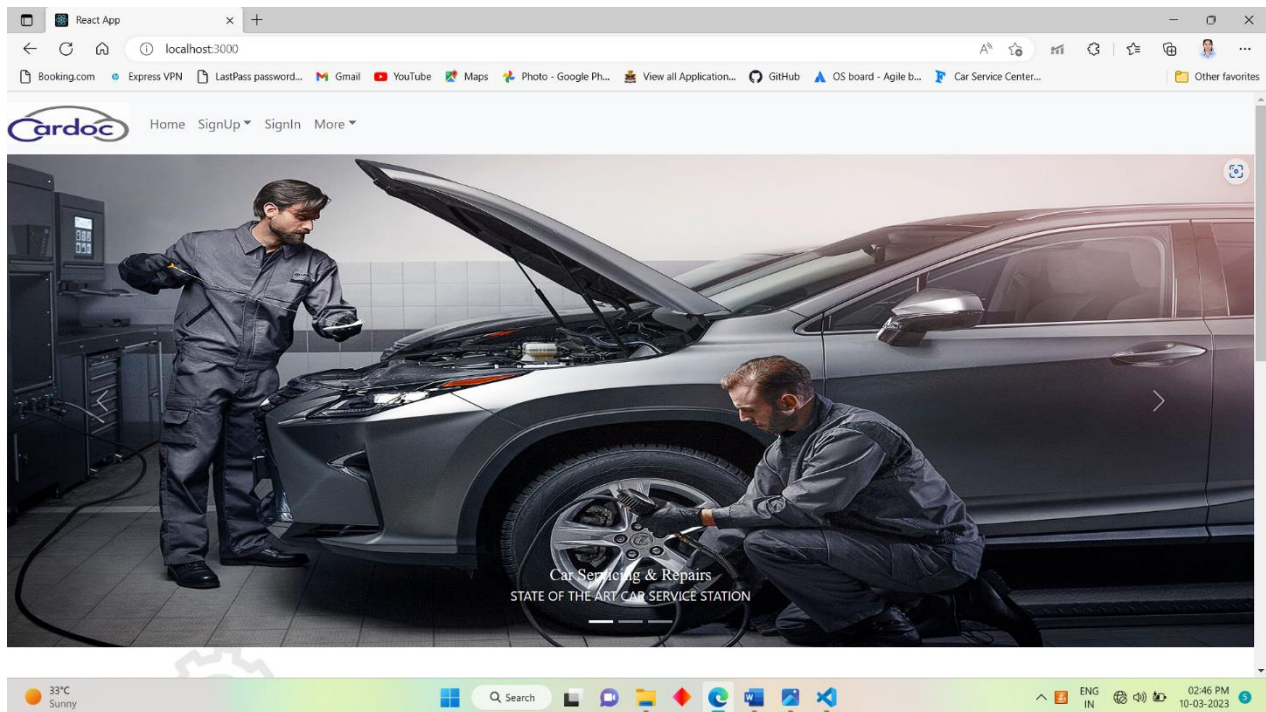 React App
localhost:3000
Booking.com Express VPN LastPass password... Gmail YouTube Maps Photo - Google Ph... View all Application... GitHub OS board - Agile b... Car Service Center... Other favorites
Cardoc Home SignUp SignIn More
Car Servicing & Repairs
STATE OF THE ART CAR SERVICE STATION
33°C
Sunny
Search
ENG
IN
02:46 PM
10-03-2023
5